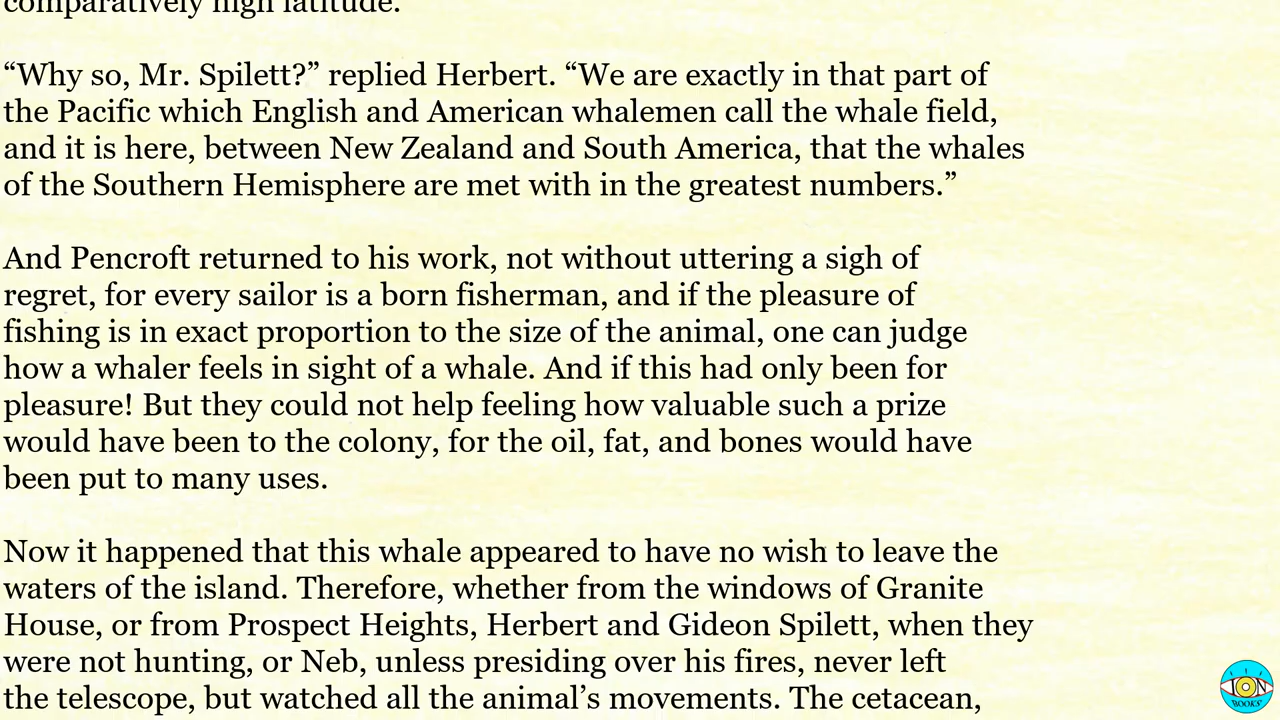 comparatively high latitude.
“Why so, Mr. Spilett?” replied Herbert. “We are exactly in that part of
the Pacific which English and American whalemen call the whale field,
and it is here, between New Zealand and South America, that the whales
of the Southern Hemisphere are met with in the greatest numbers.”
And Pencroft returned to his work, not without uttering a sigh of
regret, for every sailor is a born fisherman, and if the pleasure of
fishing is in exact proportion to the size of the animal, one can judge
how a whaler feels in sight of a whale. And if this had only been for
pleasure! But they could not help feeling how valuable such a prize
would have been to the colony, for the oil, fat, and bones would have
been put to many uses.
Now it happened that this whale appeared to have no wish to leave the
waters of the island. Therefore, whether from the windows of Granite
House, or from Prospect Heights, Herbert and Gideon Spilett, when they
were not hunting, or Neb, unless presiding over his fires, never left
the telescope, but watched all the animal’s movements. The cetacean,
ION
BOOKS